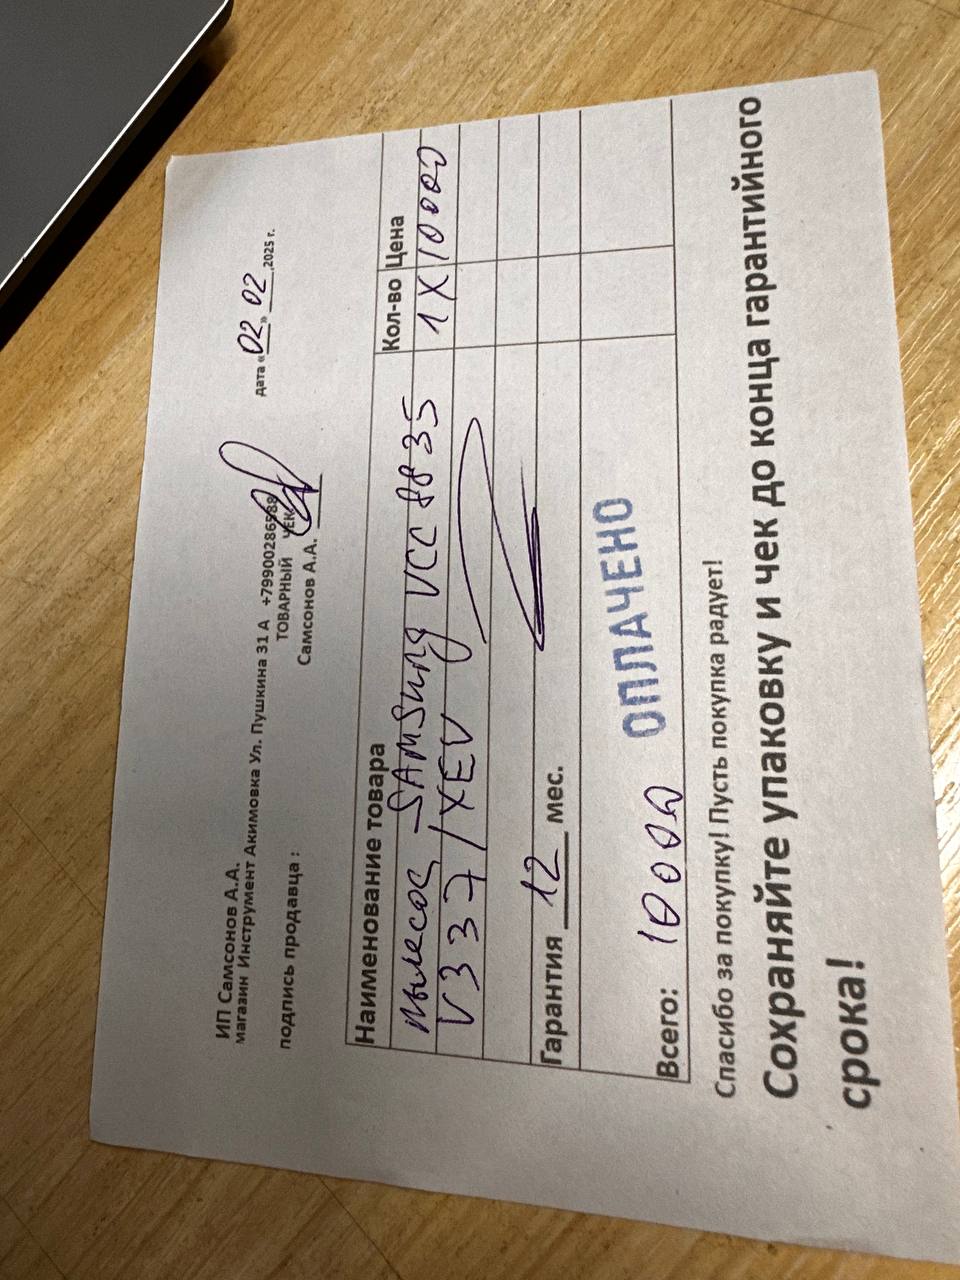 ИП Самсонов А.А.
магазин Инструмент Акимовка Ул. Пушкина 31 А +79900286588
дата «02» 02 ,2025 г.
ТОВАРНЫЙ ЧЕК
подпись продавца : Самсонов А.А.
Наименование товара Кол-во Цена
пылесос SAMSUNG VCC 8835 1 X 10000
V337/XEV
Гарантия 12 мес.
Всего: 10000 ОПЛАЧЕНО
Спасибо за покупку! Пусть покупка радует!
Сохраняйте упаковку и чек до конца гарантийного
срока!